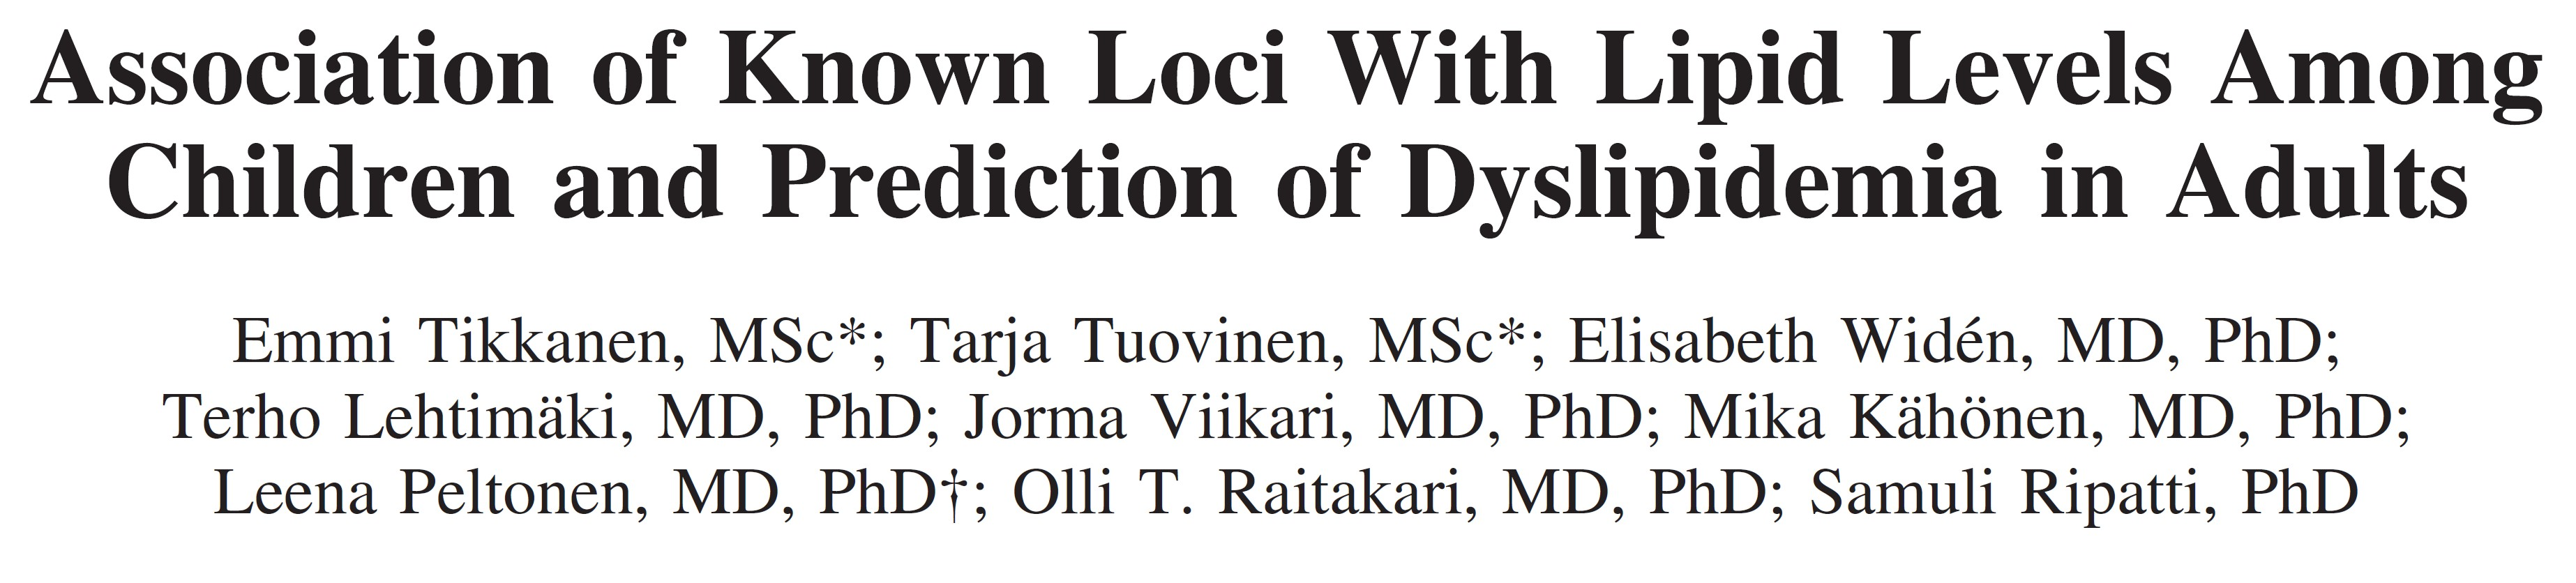 Association of Known Loci With Lipid Levels Among
Children and Prediction of Dyslipidemia in Adults
Emmi Tikkanen, MSc*; Tarja Tuovinen, MSc*; Elisabeth Widén, MD, PhD;
Terho Lehtimäki, MD, PhD; Jorma Viikari, MD, PhD; Mika Kähönen, MD, PhD;
Leena Peltonen, MD, PhD†; Olli T. Raitakari, MD, PhD; Samuli Ripatti, PhD